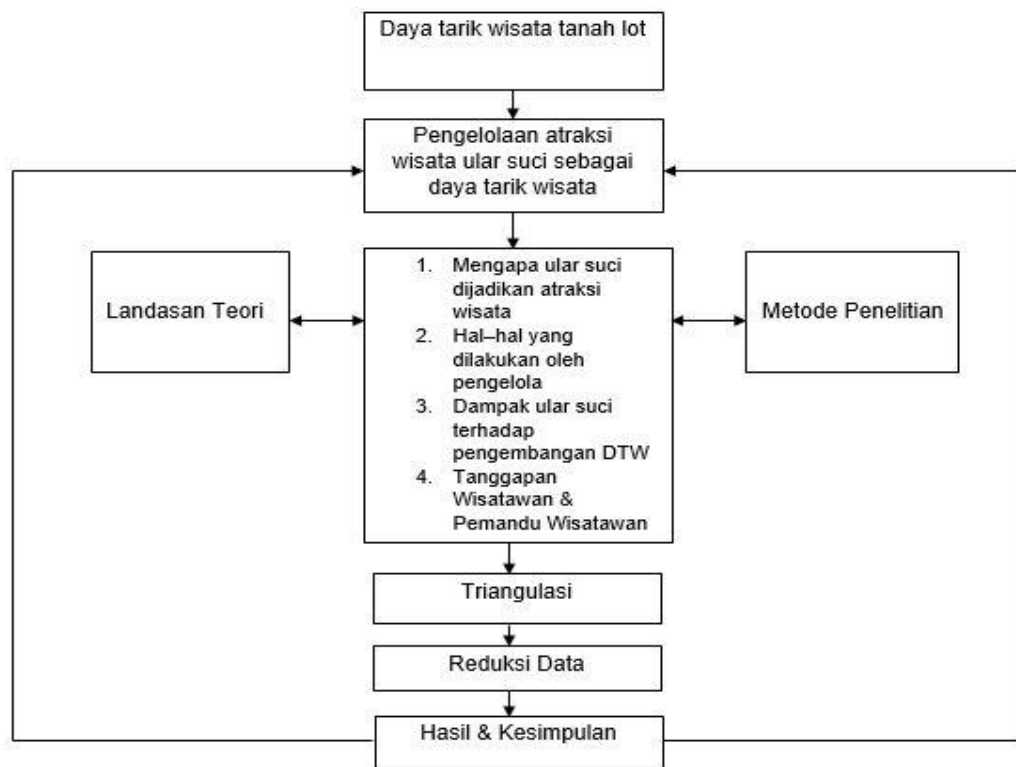 Daya tarik wisata tanah lot
Pengelolaan atraksi
wisata ular suci sebagai
daya tarik wisata
Landasan Teori
1. Mengapa ular suci
dijadikan atraksi
wisata
2. Hal–hal yang
dilakukan oleh
pengelola
3. Dampak ular suci
terhadap
pengembangan DTW
4. Tanggapan
Wisatawan &
Pemandu Wisatawan
Metode Penelitian
Triangulasi
Reduksi Data
Hasil & Kesimpulan